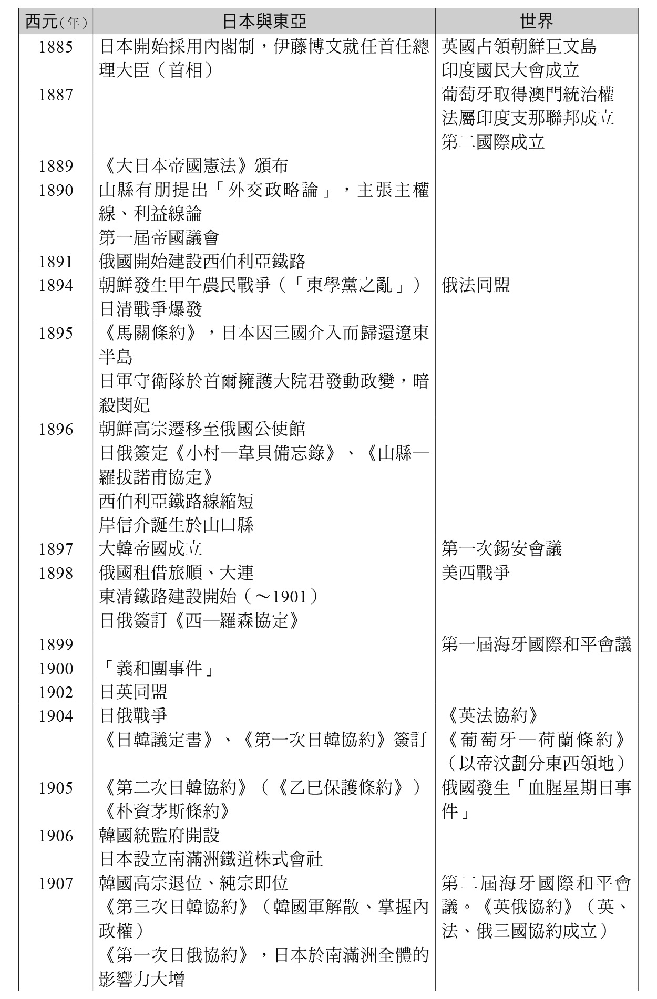 西元（年） 日本與東亞 世界
1885 日本開始採用內閣制，伊藤博文就任首任總 英國占領朝鮮巨文島
理大臣（首相） 印度國民大會成立
1887 葡萄牙取得澳門統治權
法屬印度支那聯邦成立
第二國際成立
1889 《大日本帝國憲法》頒布
1890 山縣有朋提出「外交政略論」，主張主權
線、利益線論
第一屆帝國議會
1891 俄國開始建設西伯利亞鐵路
1894 朝鮮發生甲午農民戰爭（「東學黨之亂」） 俄法同盟
日清戰爭爆發
1895 《馬關條約》，日本因三國介入而歸還遼東
半島
日軍守衛隊於首爾擁護大院君發動政變，暗
殺閔妃
1896 朝鮮高宗遷移至俄國公使館
日俄簽定《小村—韋貝備忘錄》、《山縣—
羅拔諾甫協定》
西伯利亞鐵路線縮短
岸信介誕生於山口縣
1897 大韓帝國成立 第一次錫安會議
1898 俄國租借旅順、大連 美西戰爭
東清鐵路建設開始（～1901）
日俄簽訂《西—羅森協定》
1899 第一屆海牙國際和平會議
1900 「義和團事件」
1902 日英同盟
1904 日俄戰爭 《英法協約》
《日韓議定書》、《第一次日韓協約》簽訂 《葡萄牙—荷蘭條約》
（以帝汶劃分東西領地）
1905 《第二次日韓協約》（《乙巳保護條約》） 俄國發生「血腥星期日事
《朴資茅斯條約》 件」
1906 韓國統監府開設
日本設立南滿洲鐵道株式會社
1907 韓國高宗退位、純宗即位 第二屆海牙國際和平會
《第三次日韓協約》（韓國軍解散、掌握內 議。《英俄協約》（英、
政權） 法、俄三國協約成立）
《第一次日俄協約》，日本於南滿洲全體的
影響力大增